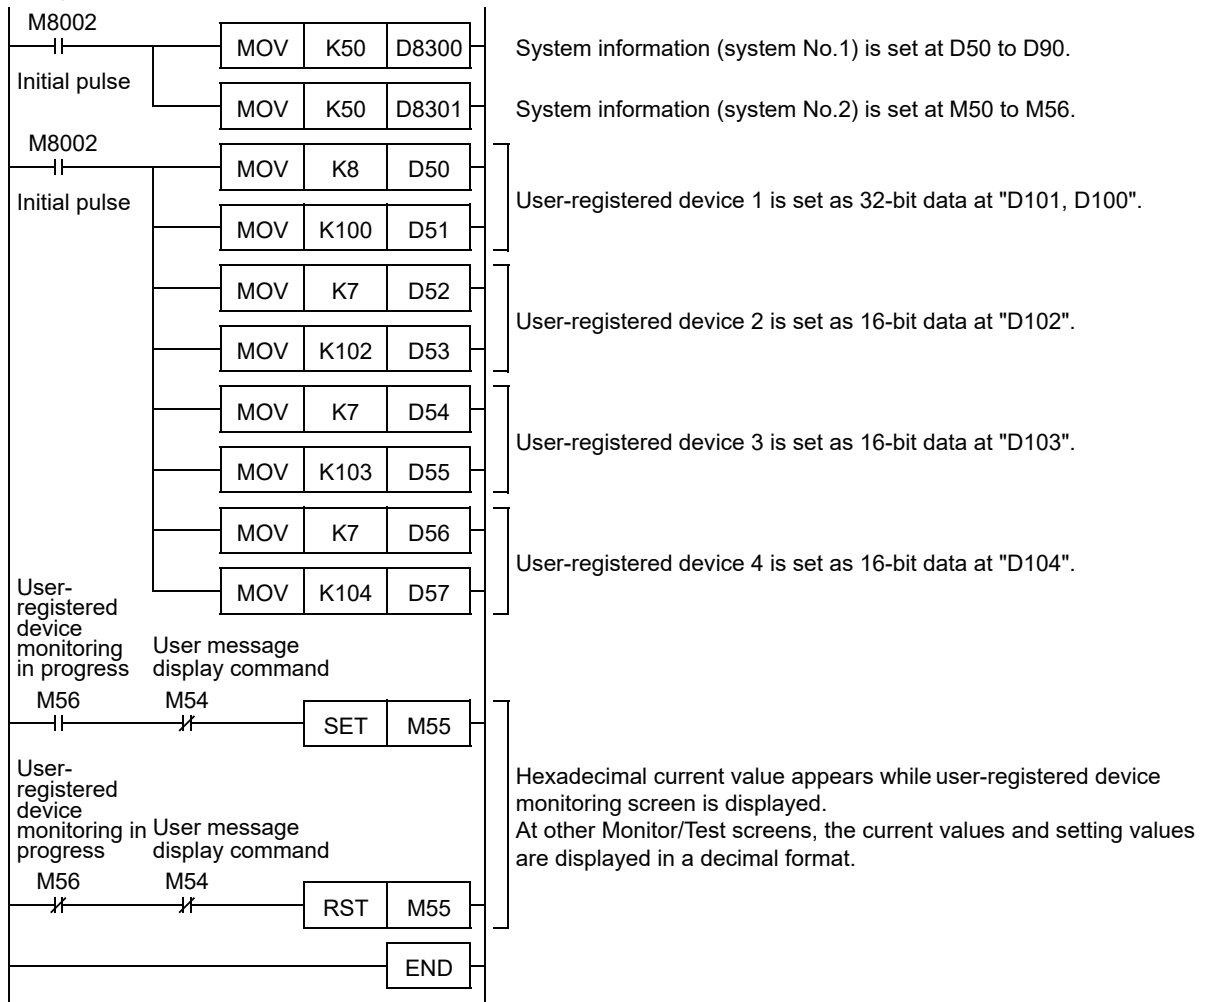 M8002
MOV K50 D8300
System information (system No.1) is set at D50 to D90.
Initial pulse
MOV K50 D8301
System information (system No.2) is set at M50 to M56.
M8002
MOV K8 D50
Initial pulse
User-registered device 1 is set as 32-bit data at "D101, D100".
MOV K100 D51
MOV K7 D52
User-registered device 2 is set as 16-bit data at "D102".
MOV K102 D53
MOV K7 D54
User-registered device 3 is set as 16-bit data at "D103".
MOV K103 D55
MOV K7 D56
User-registered device 4 is set as 16-bit data at "D104".
MOV K104 D57
User-
registered
device
monitoring
in progress
User message
display command
M56 M54
SET M55
User-
registered
device
monitoring in
progress
User message
display command
M56 M54
RST M55
Hexadecimal current value appears while user-registered device
monitoring screen is displayed.
At other Monitor/Test screens, the current values and setting values
are displayed in a decimal format.
END